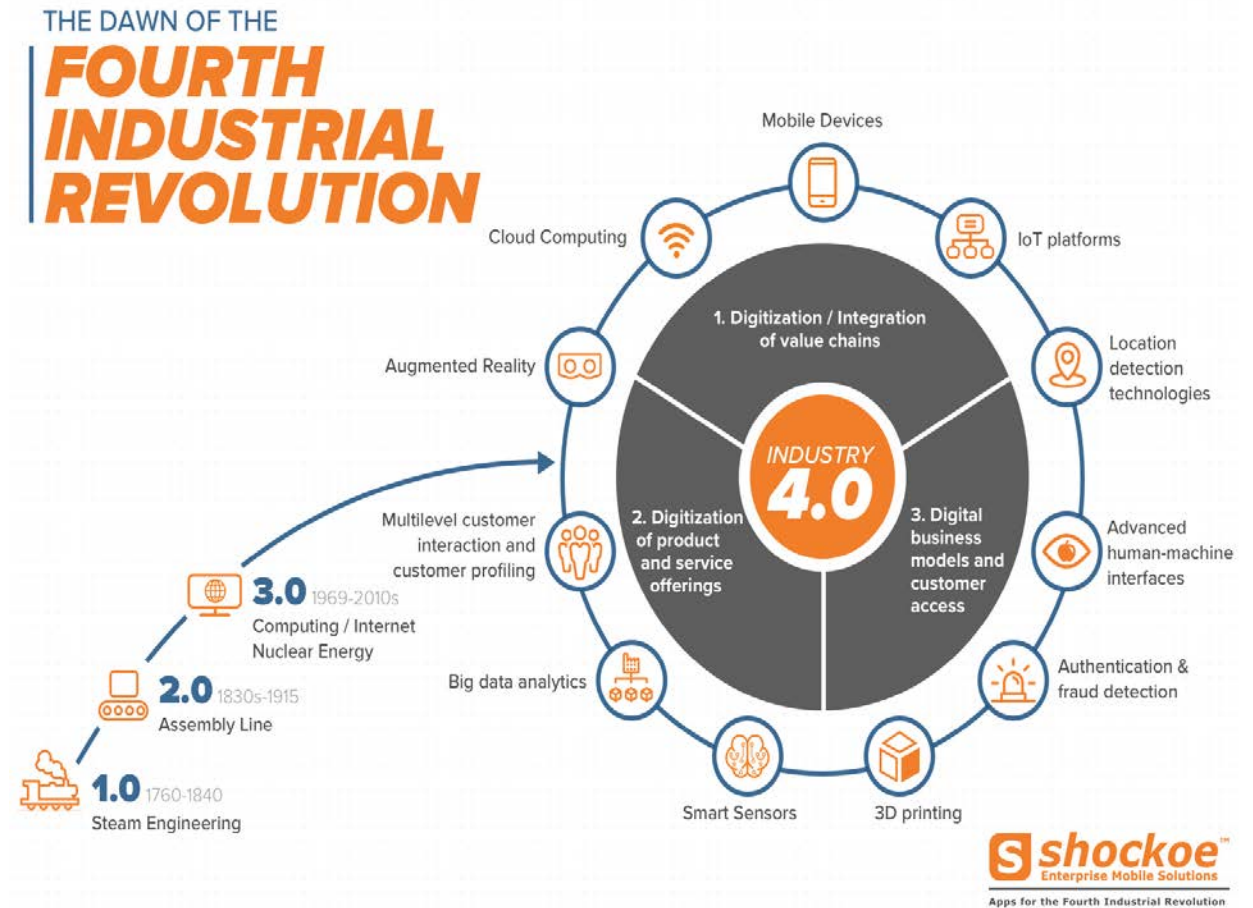 THE DAWN OF THE
FOURTH
INDUSTRIAL
REVOLUTION
Mobile Devices
Cloud Computing
IoT platforms
1. Digitization / Integration
of value chains
Augmented Reality
Location
detection
technologies
INDUSTRY
4.0
Multilevel customer
interaction and
customer profiling
2. Digitization
of product
and service
offerings
3. Digital
business
models and
customer
access
Advanced
human-machine
interfaces
3.0 1969-2010s
Computing / Internet
Nuclear Energy
Big data analytics
Authentication &
fraud detection
2.0 1830s-1915
Assembly Line
1.0 1760-1840
Steam Engineering
Smart Sensors
3D printing
S shockoe™
Enterprise Mobile Solutions
Apps for the Fourth Industrial Revolution